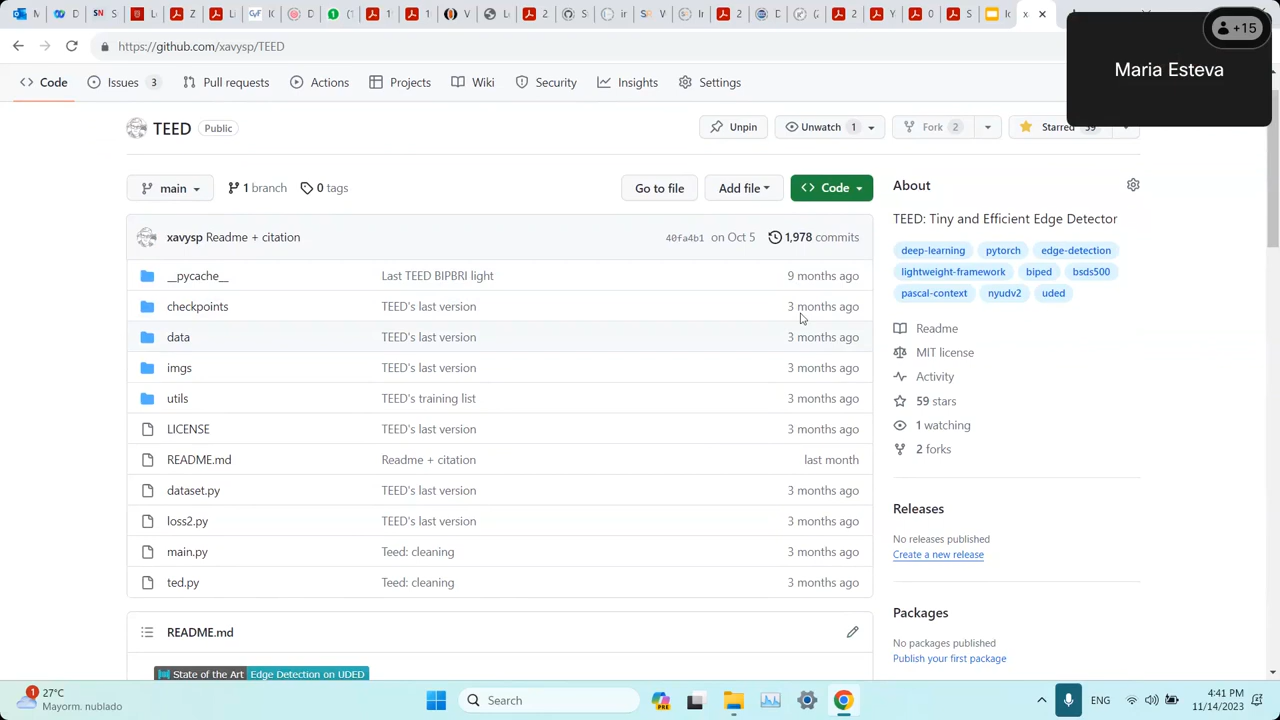 +15
Maria Esteva
https://github.com/xavysp/TEED
Code
Issues 3
Pull requests
Actions
Projects
Wiki
Security
Insights
Settings
TEED Public
Unpin
Unwatch 1
Fork 2
Starred 59
main
1 branch
0 tags
Go to file
Add file
Code
About
TEED: Tiny and Efficient Edge Detector
xavysp Readme + citation 40fa4b1 on Oct 5 1,978 commits
deep-learning pytorch edge-detection
lightweight-framework biped bsds500
pascal-context nyudv2 uded
__pycache__ Last TEED BIPBRI light 9 months ago
checkpoints TEED's last version 3 months ago
data TEED's last version 3 months ago
imgs TEED's last version 3 months ago
utils TEED's training list 3 months ago
LICENSE TEED's last version 3 months ago
README.md Readme + citation last month
dataset.py TEED's last version 3 months ago
loss2.py TEED's last version 3 months ago
main.py Teed: cleaning 3 months ago
ted.py Teed: cleaning 3 months ago
Readme
MIT license
Activity
59 stars
1 watching
2 forks
Releases
No releases published
Create a new release
Packages
No packages published
Publish your first package
README.md
State of the Art Edge Detection on UDED
1
27°C
Mayorm. nublado
Search
ENG
4:41 PM
11/14/2023